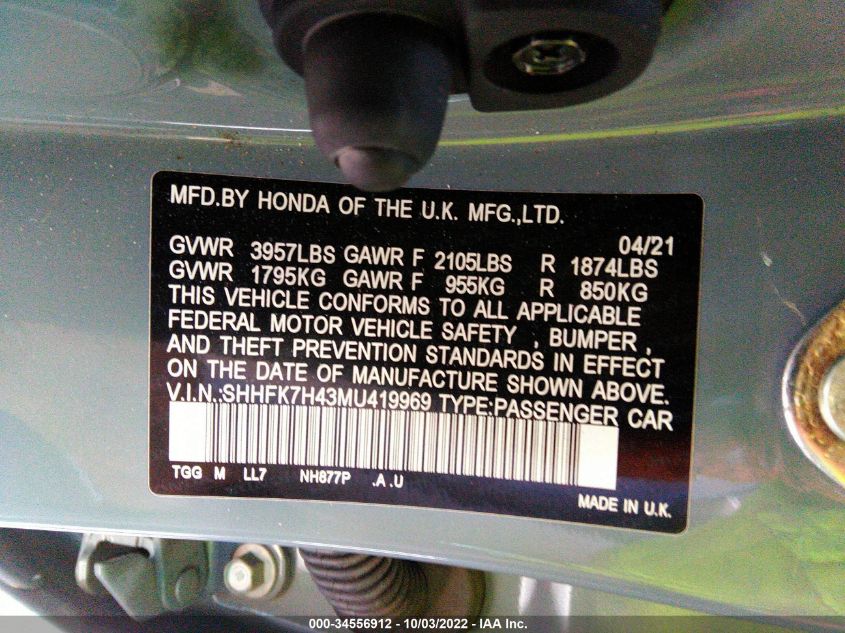 MFD.BY HONDA OF THE U.K. MFG.,LTD.
04/21
GVWR 3957LBS GAWR F 2105LBS R 1874LBS
GVWR 1795KG GAWR F 955KG R 850KG
THIS VEHICLE CONFORMS TO ALL APPLICABLE
FEDERAL MOTOR VEHICLE SAFETY , BUMPER ,
AND THEFT PREVENTION STANDARDS IN EFFECT
ON THE DATE OF MANUFACTURE SHOWN ABOVE.
V.I.N.:SHHFK7H43MU419969 TYPE:PASSENGER CAR
TGG M LL7 NH877P .A .U
MADE IN U.K.
000-34556912 - 10/03/2022 - IAA Inc.